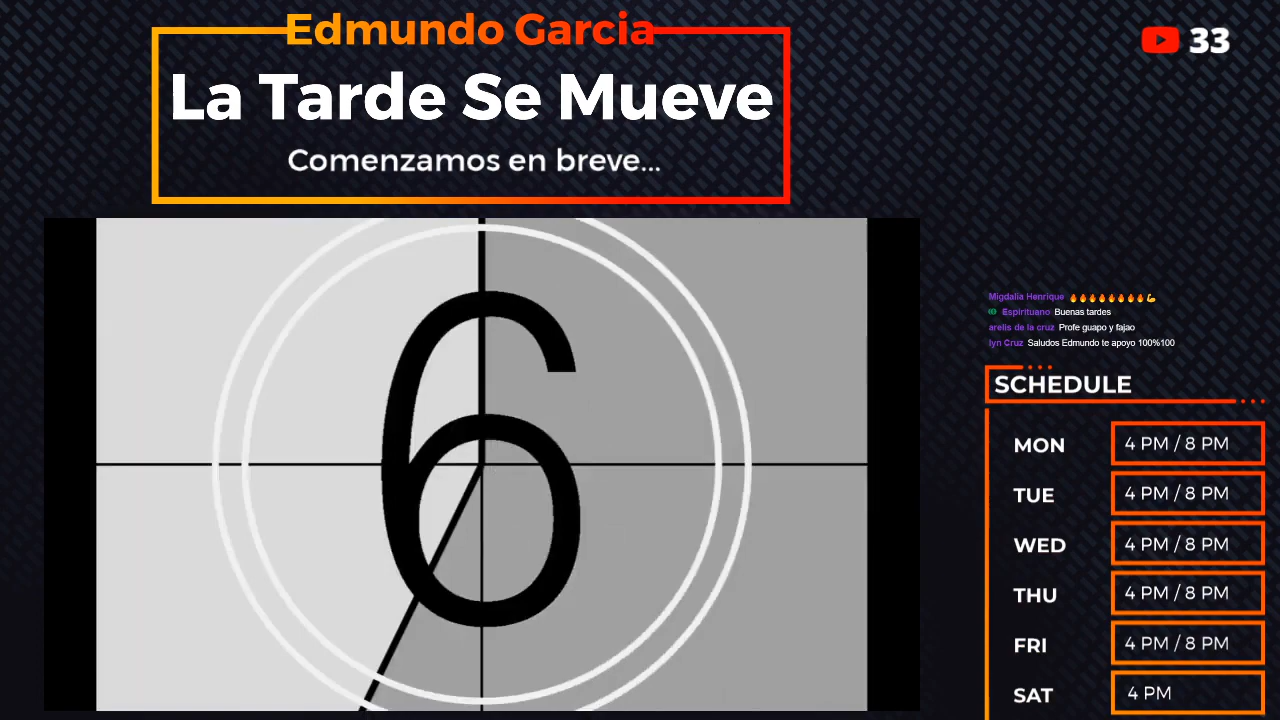 Edmundo Garcia
La Tarde Se Mueve
Comenzamos en breve...
33
6
Migdalia Henrique 🔥🔥🔥🔥🔥🔥🔥🔥💪
Espirituano Buenas tardes
arelis de la cruz Profe guapo y fajao
lyn Cruz Saludos Edmundo te apoyo 100%100
SCHEDULE
MON 4 PM / 8 PM
TUE 4 PM / 8 PM
WED 4 PM / 8 PM
THU 4 PM / 8 PM
FRI 4 PM / 8 PM
SAT 4 PM